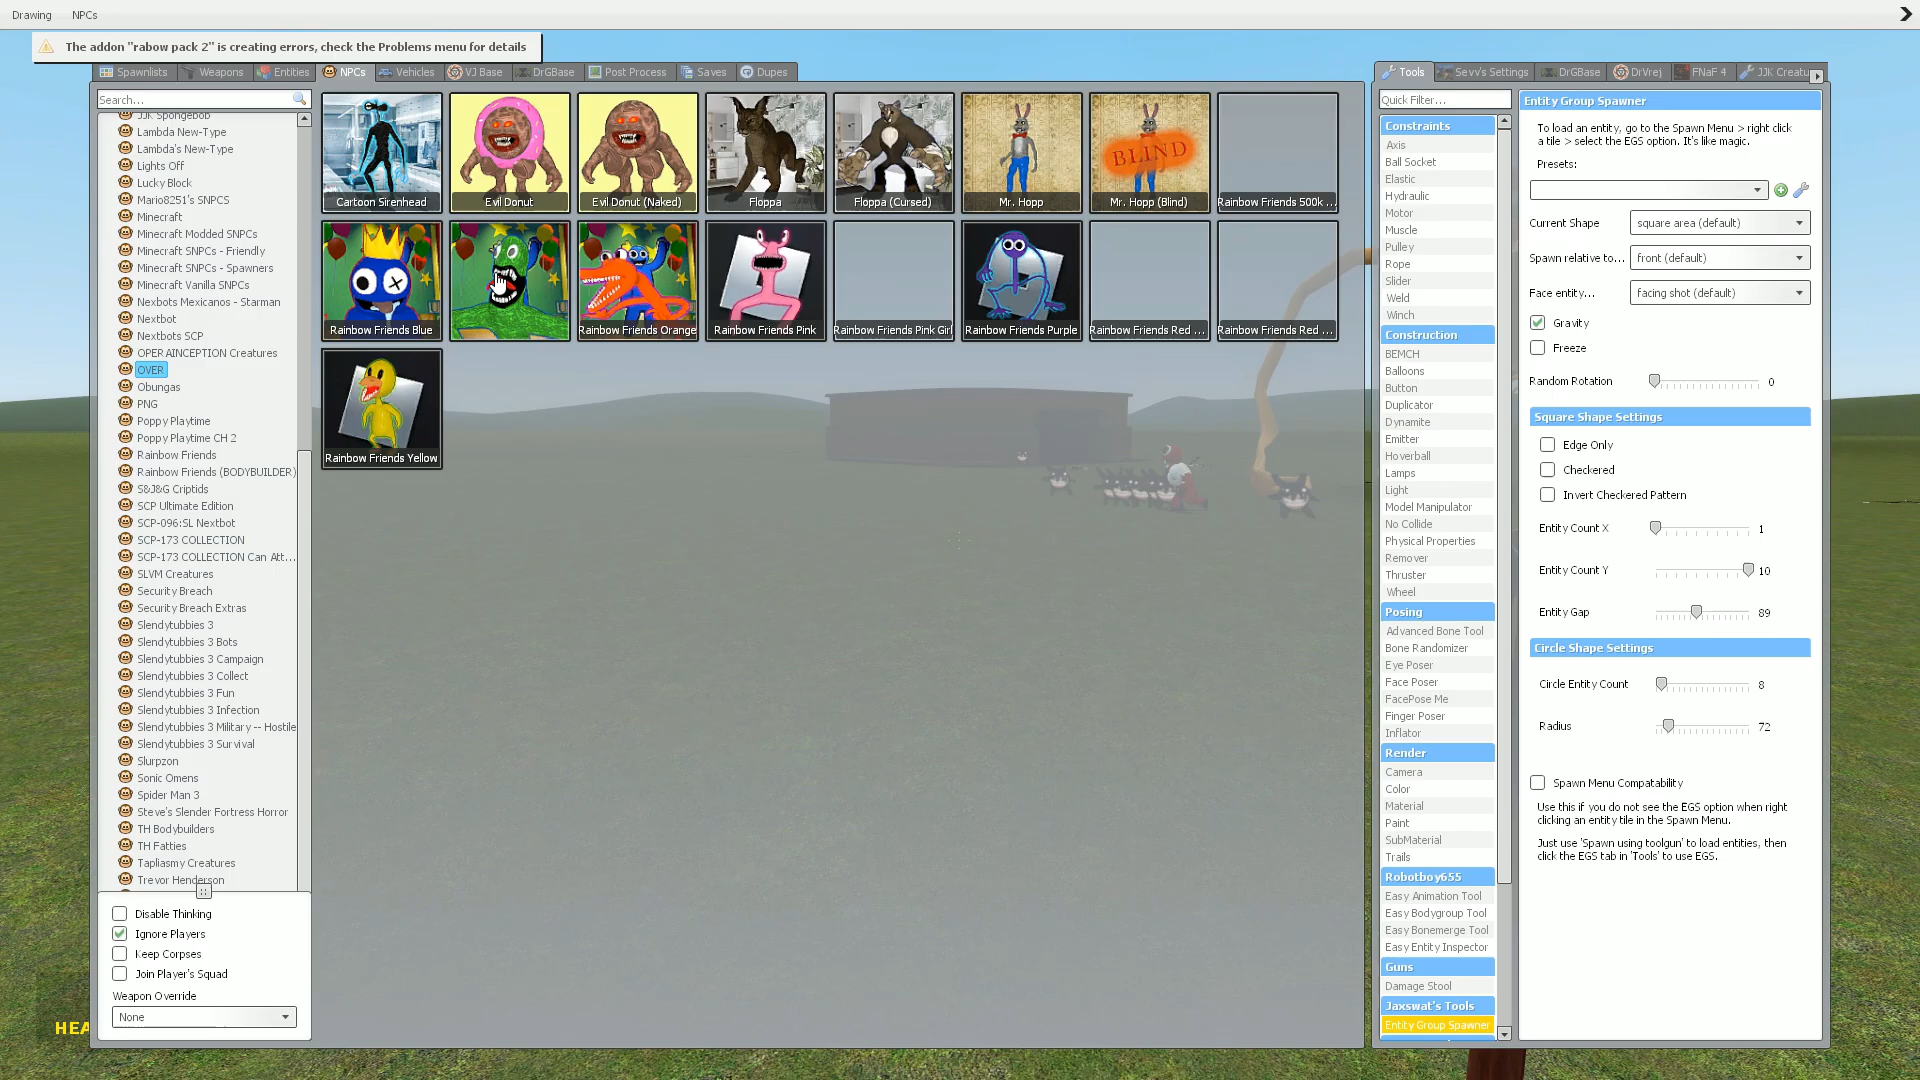 Drawing NPCs
The addon "rabow pack 2" is creating errors, check the Problems menu for details
Spawnlists Weapons Entities NPCs Vehicles VJ Base DrGBase Post Process Saves Dupes
Search...
JJK Spongebob
Lambda New-Type
Lambda's New-Type
Lights Off
Lucky Block
Mario8251's SNPCS
Minecraft
Minecraft Modded SNPCs
Minecraft SNPCs - Friendly
Minecraft SNPCs - Spawners
Minecraft Vanilla SNPCs
Nexbots Mexicanos - Starman
Nextbot
Nextbots SCP
OPERAINCEPTION Creatures
OVER
Obungas
PNG
Poppy Playtime
Poppy Playtime CH 2
Rainbow Friends
Rainbow Friends (BODYBUILDER)
S&J&G Criptids
SCP Ultimate Edition
SCP-096:SL Nextbot
SCP-173 COLLECTION
SCP-173 COLLECTION Can Att...
SLVM Creatures
Security Breach
Security Breach Extras
Slendytubbies 3
Slendytubbies 3 Bots
Slendytubbies 3 Campaign
Slendytubbies 3 Collect
Slendytubbies 3 Fun
Slendytubbies 3 Infection
Slendytubbies 3 Military -- Hostile
Slendytubbies 3 Survival
Slurpzon
Sonic Omens
Spider Man 3
Steve's Slender Fortress Horror
TH Bodybuilders
TH Fatties
Tapliasmy Creatures
Trevor Henderson
Disable Thinking
Ignore Players
Keep Corpses
Join Player's Squad
Weapon Override
None
HEA
Cartoon Sirenhead
Evil Donut
Evil Donut (Naked)
Floppa
Floppa (Cursed)
Mr. Hopp
BLIND
Mr. Hopp (Blind)
Rainbow Friends 500k ...
Rainbow Friends Blue
Rainbow Friends Orange
Rainbow Friends Pink
Rainbow Friends Pink Girl
Rainbow Friends Purple
Rainbow Friends Red ...
Rainbow Friends Red ...
Rainbow Friends Yellow
Tools Sevv's Settings DrGBase DrVrej FNaF 4 JJK Creatu
Quick Filter...
Constraints
Axis
Ball Socket
Elastic
Hydraulic
Motor
Muscle
Pulley
Rope
Slider
Weld
Winch
Construction
BEMCH
Balloons
Button
Duplicator
Dynamite
Emitter
Hoverball
Lamps
Light
Model Manipulator
No Collide
Physical Properties
Remover
Thruster
Wheel
Posing
Advanced Bone Tool
Bone Randomizer
Eye Poser
Face Poser
FacePose Me
Finger Poser
Inflator
Render
Camera
Color
Material
Paint
SubMaterial
Trails
Robotboy655
Easy Animation Tool
Easy Bodygroup Tool
Easy Bonemerge Tool
Easy Entity Inspector
Guns
Damage Stool
Jaxswat's Tools
Entity Group Spawner
Entity Group Spawner
To load an entity, go to the Spawn Menu > right click
a tile > select the EGS option. It's like magic.
Presets:
Current Shape square area (default)
Spawn relative to... front (default)
Face entity... facing shot (default)
Gravity
Freeze
Random Rotation 0
Square Shape Settings
Edge Only
Checkered
Invert Checkered Pattern
Entity Count X 1
Entity Count Y 10
Entity Gap 89
Circle Shape Settings
Circle Entity Count 8
Radius 72
Spawn Menu Compatability
Use this if you do not see the EGS option when right
clicking an entity tile in the Spawn Menu.
Just use 'Spawn using toolgun' to load entities, then
click the EGS tab in 'Tools' to use EGS.